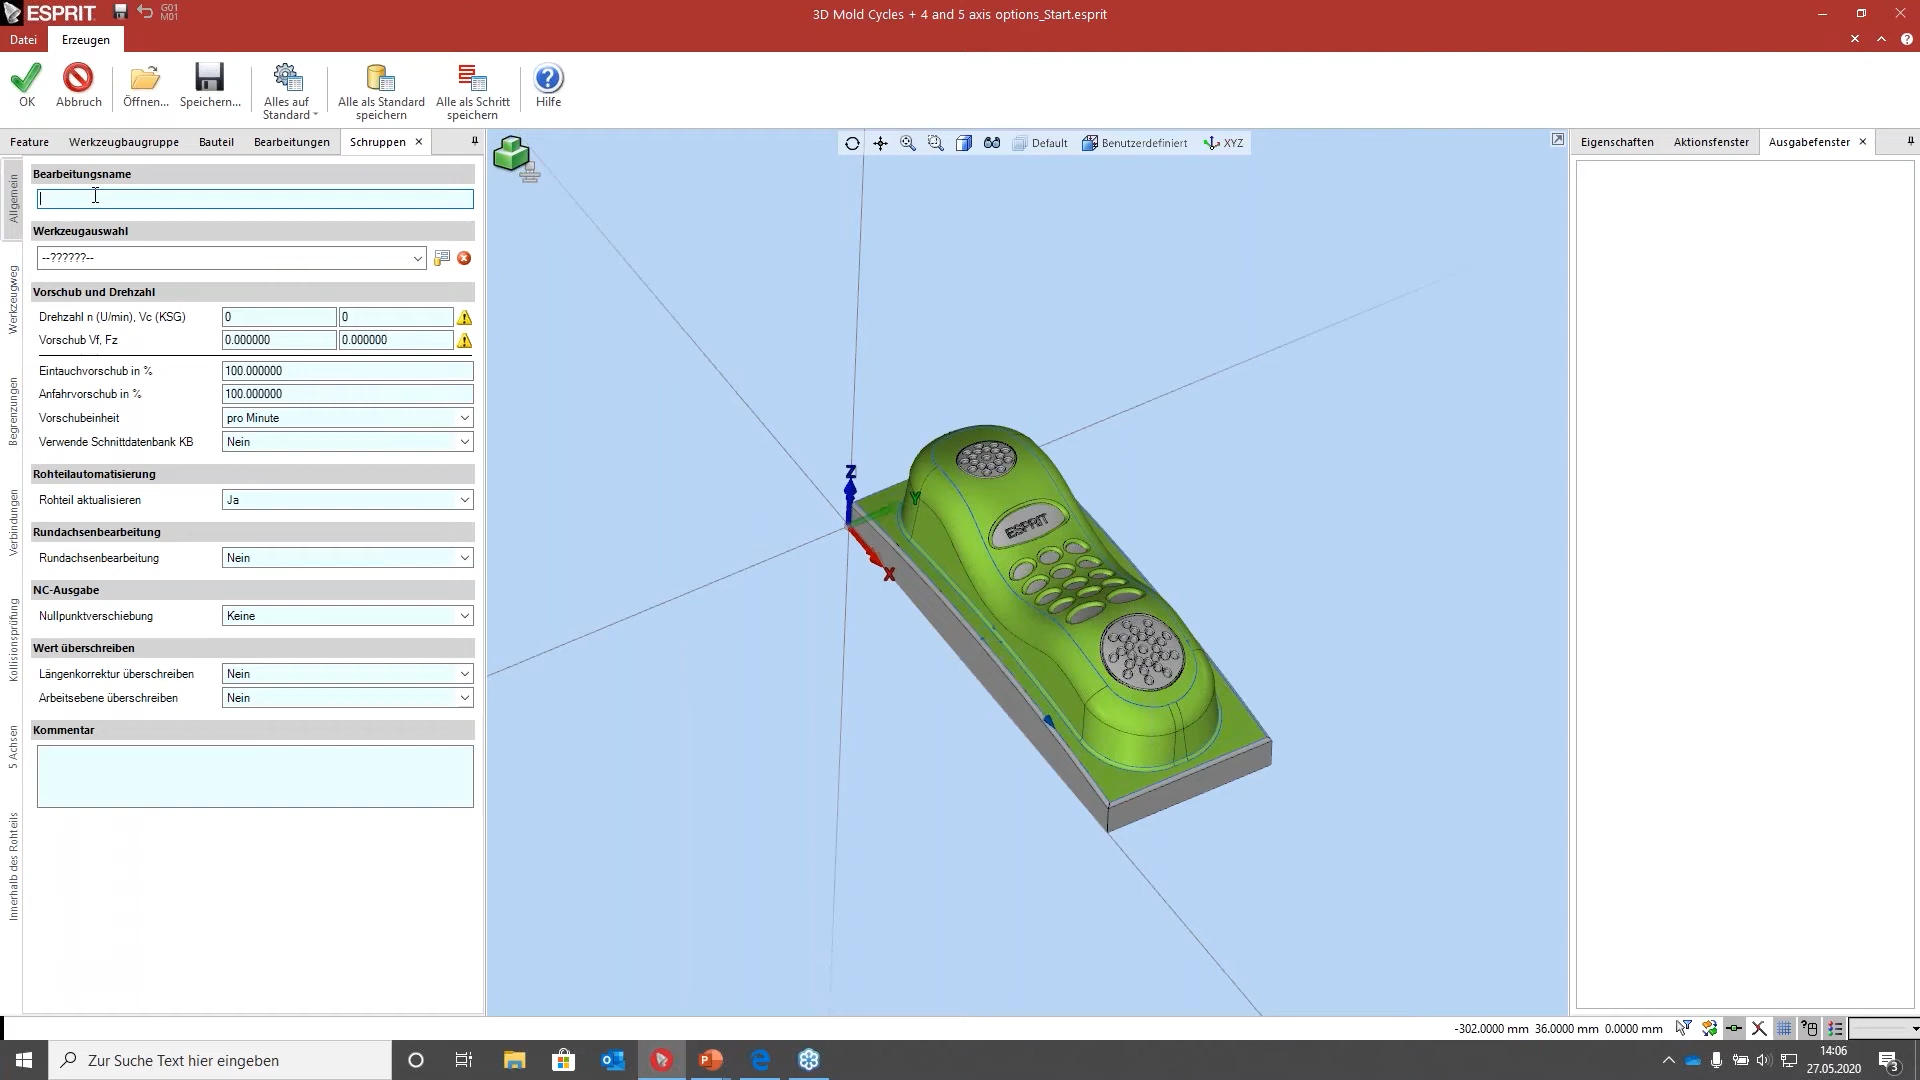 ESPRIT
G01
M01
3D Mold Cycles + 4 and 5 axis options_Start.esprit
Datei
Erzeugen
OK
Abbruch
Öffnen...
Speichern...
Alles auf
Standard
Alle als Standard
speichern
Alle als Schritt
speichern
Hilfe
Feature
Werkzeugbaugruppe
Bauteil
Bearbeitungen
Schruppen
Default
Benutzerdefiniert
XYZ
Eigenschaften
Aktionsfenster
Ausgabefenster
Allgemein
Werkzeugweg
Begrenzungen
Verbindungen
Kollisionsprüfung
5 Achsen
Innerhalb des Rohteils
Bearbeitungsname
Werkzeugauswahl
--??????--
Vorschub und Drehzahl
Drehzahl n (U/min), Vc (KSG)
0
0
Vorschub Vf, Fz
0.000000
0.000000
Eintauchvorschub in %
100.000000
Anfahrvorschub in %
100.000000
Vorschubeinheit
pro Minute
Verwende Schnittdatenbank KB
Nein
Rohteilautomatisierung
Rohteil aktualisieren
Ja
Rundachsenbearbeitung
Rundachsenbearbeitung
Nein
NC-Ausgabe
Nullpunktverschiebung
Keine
Wert überschreiben
Längenkorrektur überschreiben
Nein
Arbeitsebene überschreiben
Nein
Kommentar
Z
Y
X
ESPRIT
-302.0000 mm 36.0000 mm 0.0000 mm
Zur Suche Text hier eingeben
14:06
27.05.2020
3